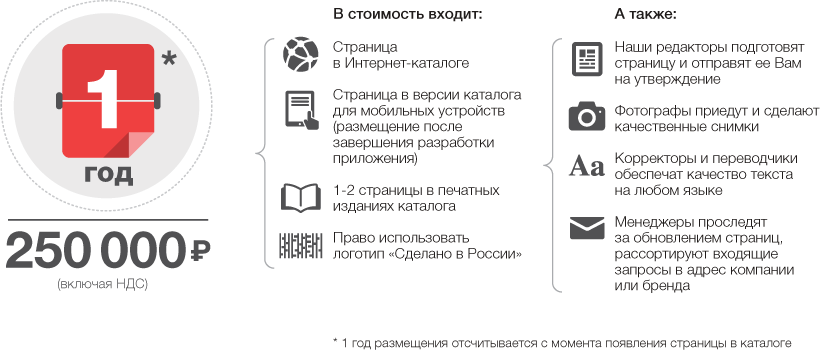 1
*
год
250 000 ₽
(включая НДС)
В стоимость входит:
Страница
в Интернет-каталоге
Страница в версии каталога
для мобильных устройств
(размещение после
завершения разработки
приложения)
1-2 страницы в печатных
изданиях каталога
Право использовать
логотип «Сделано в России»
А также:
Наши редакторы подготовят
страницу и отправят ее Вам
на утверждение
Фотографы приедут и сделают
качественные снимки
Aa
Корректоры и переводчики
обеспечат качество текста
на любом языке
Менеджеры проследят
за обновлением страниц,
рассортируют входящие
запросы в адрес компании
или бренда
* 1 год размещения отсчитывается с момента появления страницы в каталоге